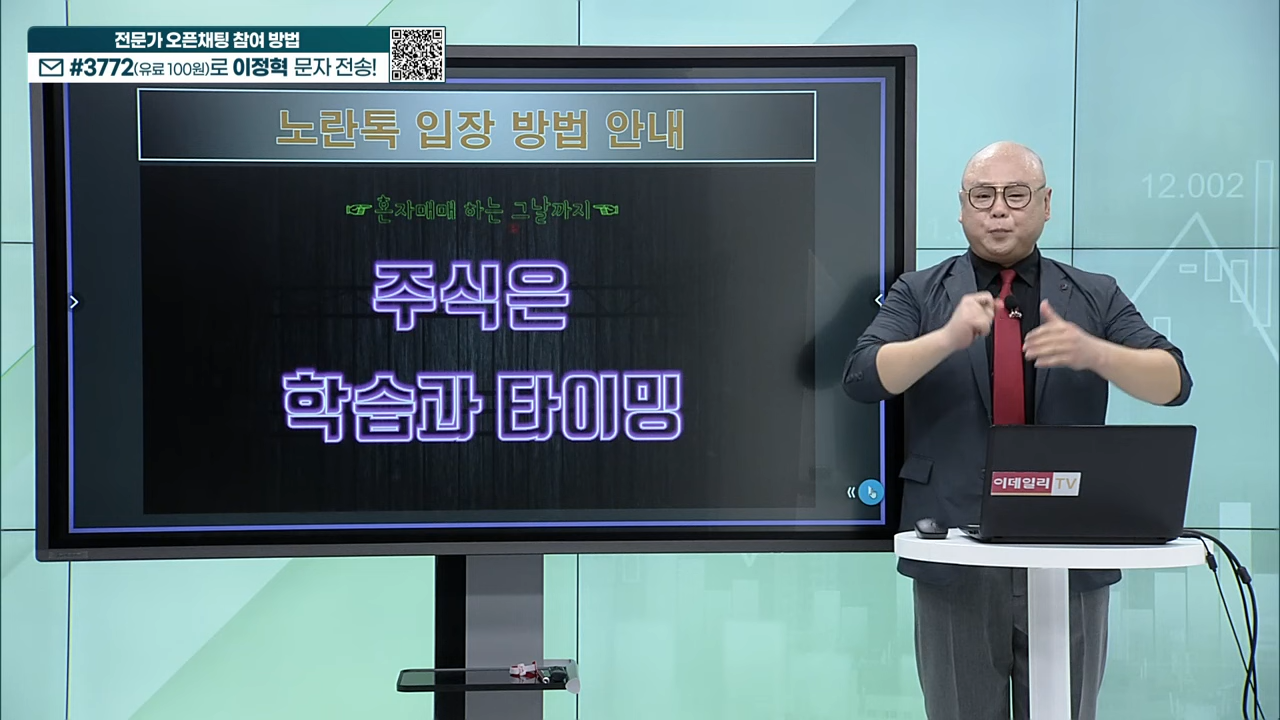 전문가 오픈채팅 참여 방법
#3772(유료 100원)로 이정혁 문자 전송!
노란톡 입장 방법 안내
☞혼자매매 하는 그날까지☜
주식은
학습과 타이밍
12.002
이데일리TV